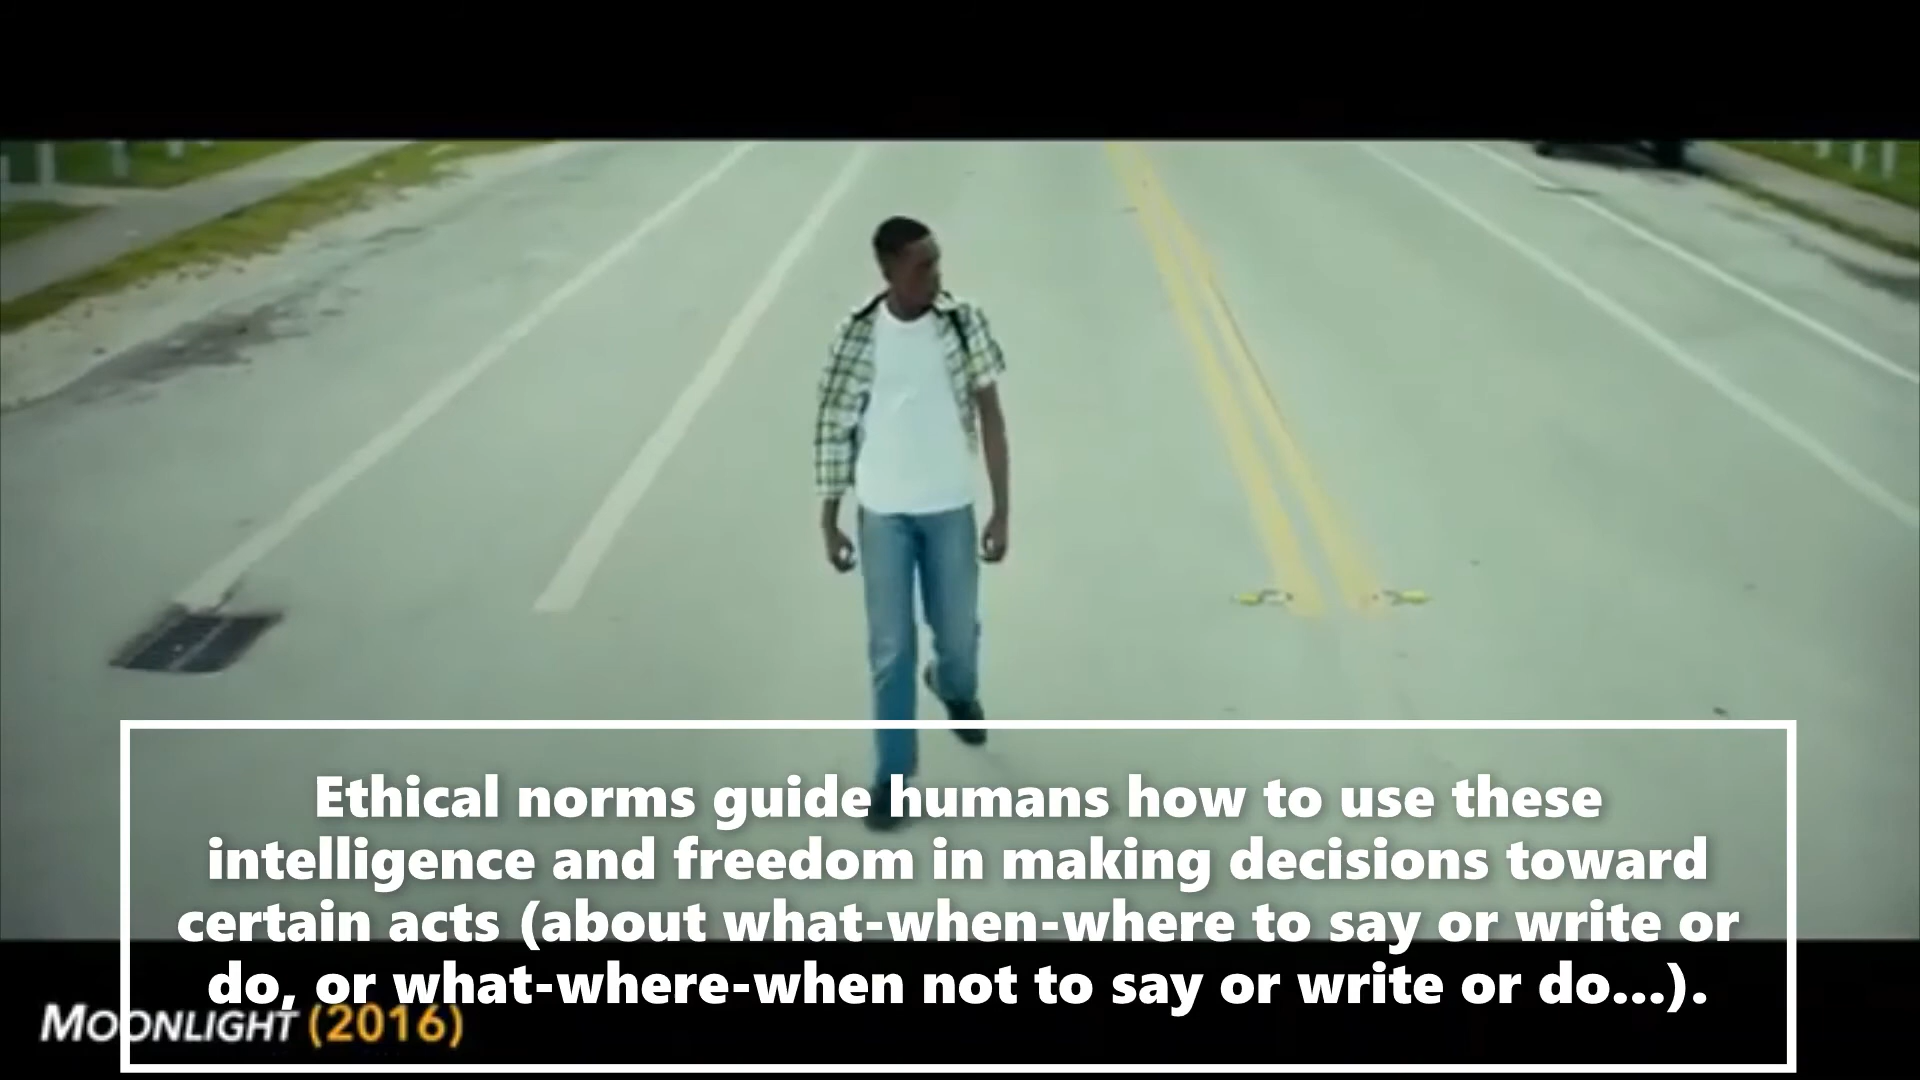 Ethical norms guide humans how to use these
intelligence and freedom in making decisions toward
certain acts (about what-when-where to say or write or
do, or what-where-when not to say or write or do...).
MOONLIGHT (2016)